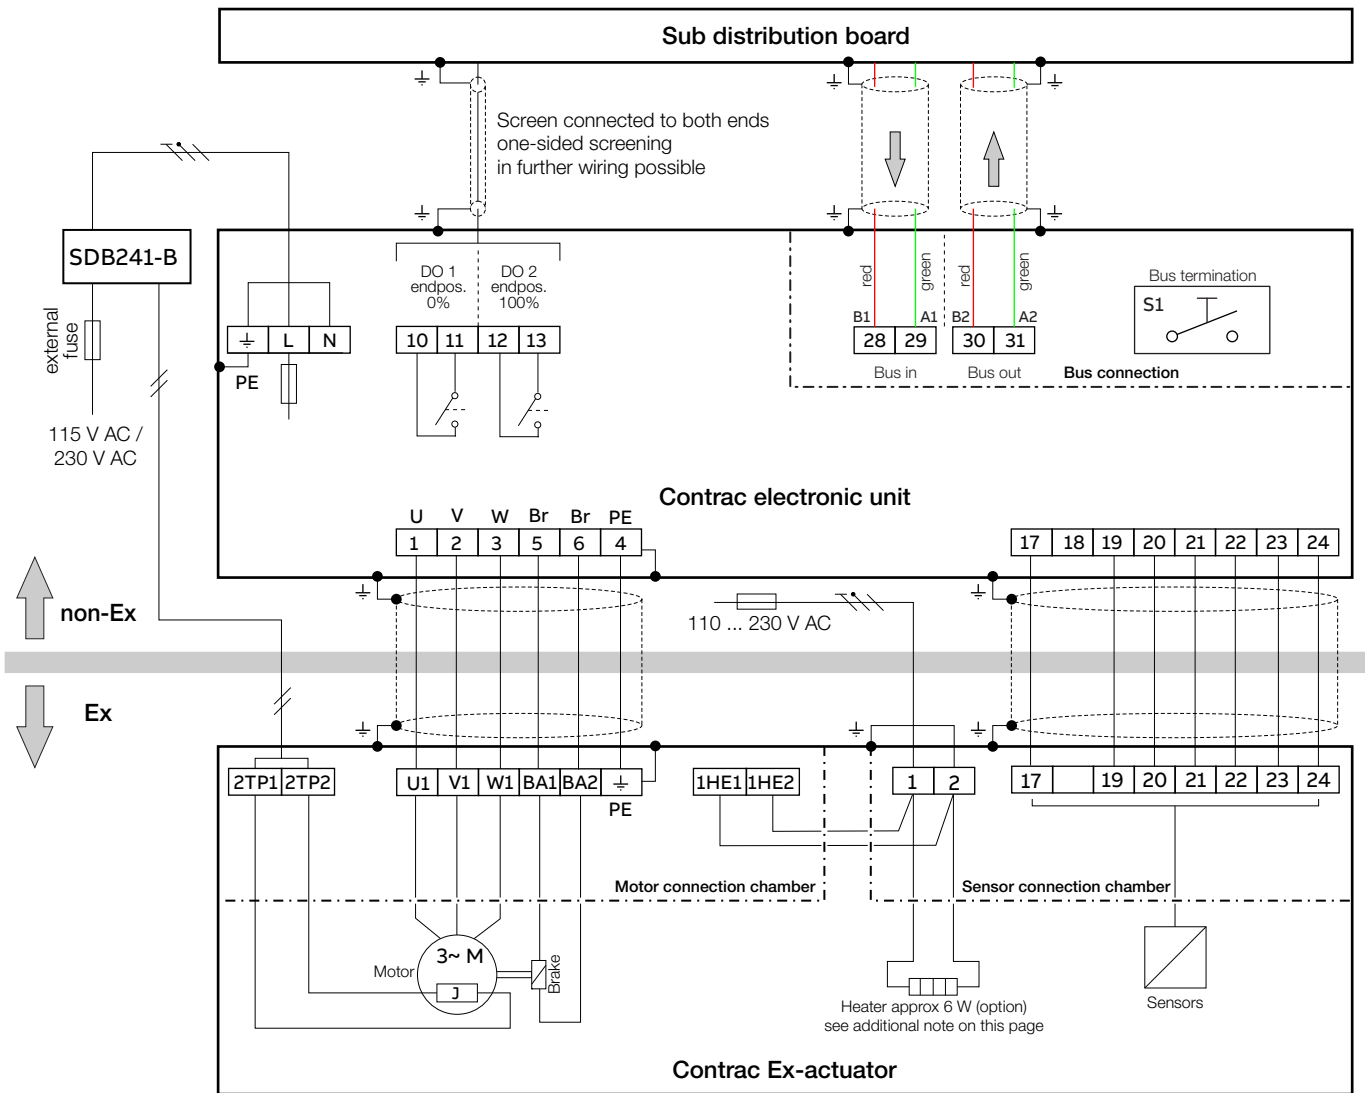 Sub distribution board
Screen connected to both ends
one-sided screening
in further wiring possible
SDB241-B
external
fuse
115 V AC /
230 V AC
L N
PE
DO 1
endpos.
0%
DO 2
endpos.
100%
10 11 12 13
red green red green
B1 A1 B2 A2
28 29 30 31
Bus in Bus out
Bus connection
Bus termination
S1
Contrac electronic unit
U V W Br Br PE
1 2 3 5 6 4
17 18 19 20 21 22 23 24
non-Ex
110 ... 230 V AC
Ex
2TP1 2TP2
U1 V1 W1 BA1 BA2
PE
1HE1 1HE2
1 2
17 19 20 21 22 23 24
Motor connection chamber
Sensor connection chamber
3~ M
Motor
J
Brake
Heater approx 6 W (option)
see additional note on this page
Sensors
Contrac Ex-actuator